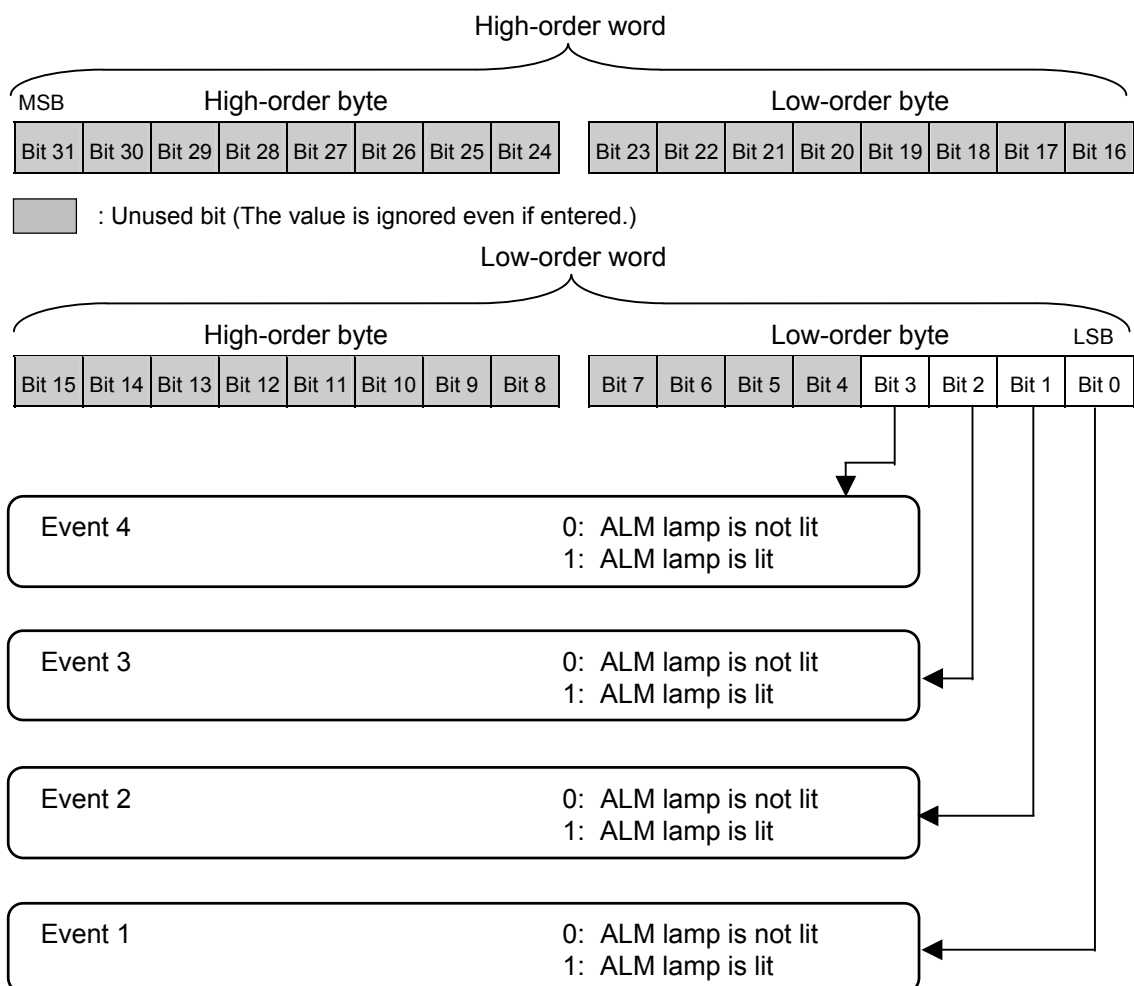 High-order word
MSB High-order byte Low-order byte
Bit 31 Bit 30 Bit 29 Bit 28 Bit 27 Bit 26 Bit 25 Bit 24 Bit 23 Bit 22 Bit 21 Bit 20 Bit 19 Bit 18 Bit 17 Bit 16
: Unused bit (The value is ignored even if entered.)
Low-order word
High-order byte Low-order byte LSB
Bit 15 Bit 14 Bit 13 Bit 12 Bit 11 Bit 10 Bit 9 Bit 8 Bit 7 Bit 6 Bit 5 Bit 4 Bit 3 Bit 2 Bit 1 Bit 0
Event 4 0: ALM lamp is not lit
1: ALM lamp is lit
Event 3 0: ALM lamp is not lit
1: ALM lamp is lit
Event 2 0: ALM lamp is not lit
1: ALM lamp is lit
Event 1 0: ALM lamp is not lit
1: ALM lamp is lit